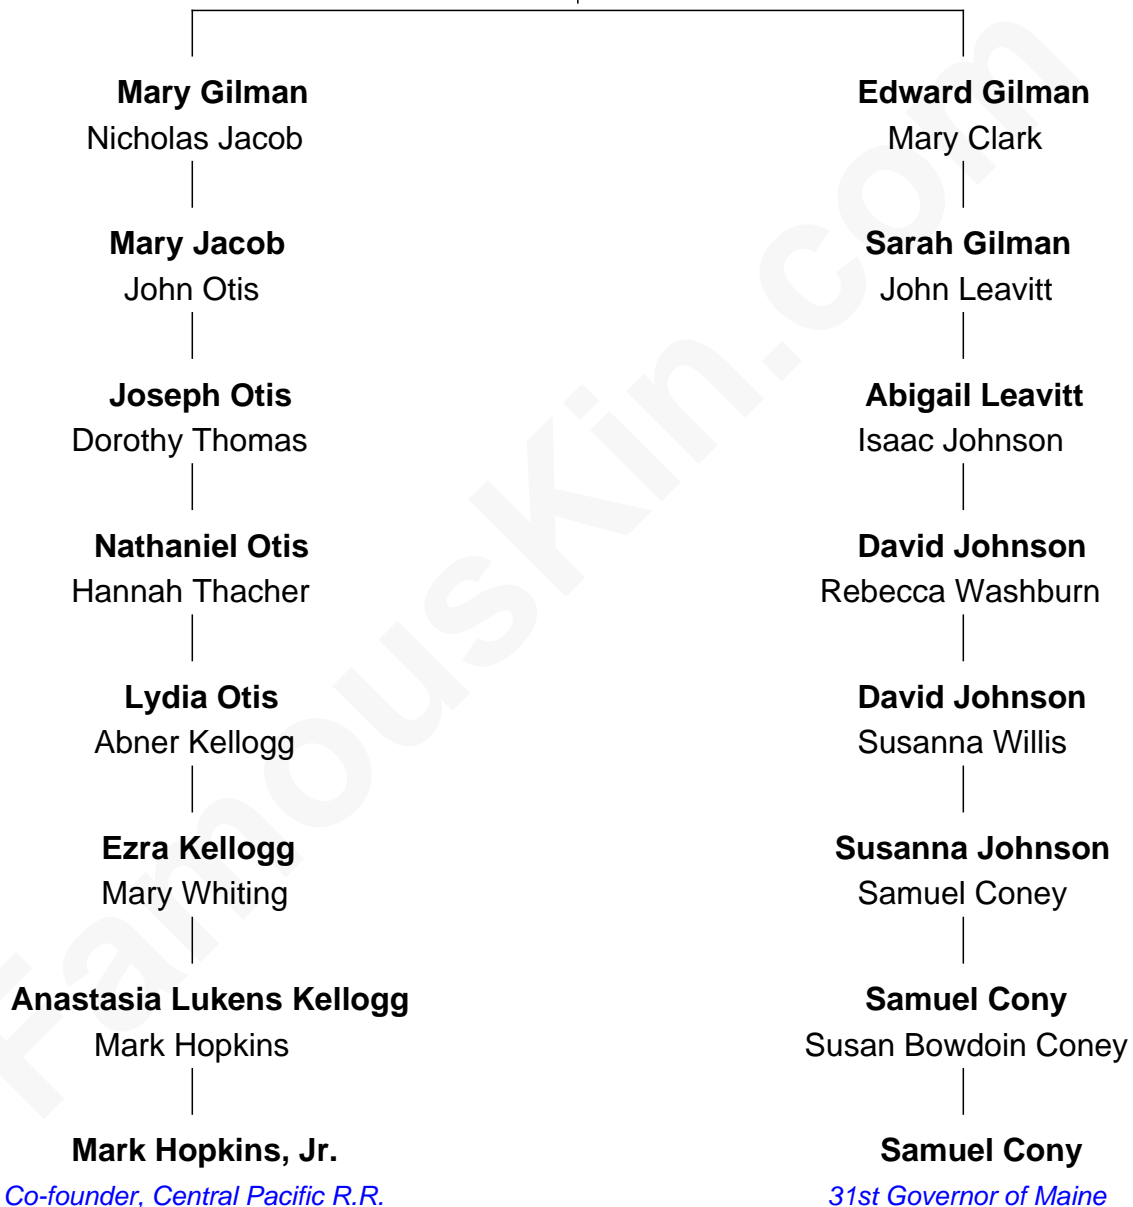 Mary Gilman
Nicholas Jacob
Mary Jacob
John Otis
Joseph Otis
Dorothy Thomas
Nathaniel Otis
Hannah Thacher
Lydia Otis
Abner Kellogg
Ezra Kellogg
Mary Whiting
Anastasia Lukens Kellogg
Mark Hopkins
Mark Hopkins, Jr.
Co-founder, Central Pacific R.R.
Edward Gilman
Mary Clark
Sarah Gilman
John Leavitt
Abigail Leavitt
Isaac Johnson
David Johnson
Rebecca Washburn
David Johnson
Susanna Willis
Susanna Johnson
Samuel Coney
Samuel Cony
Susan Bowdoin Coney
Samuel Cony
31st Governor of Maine
FamousKin.com